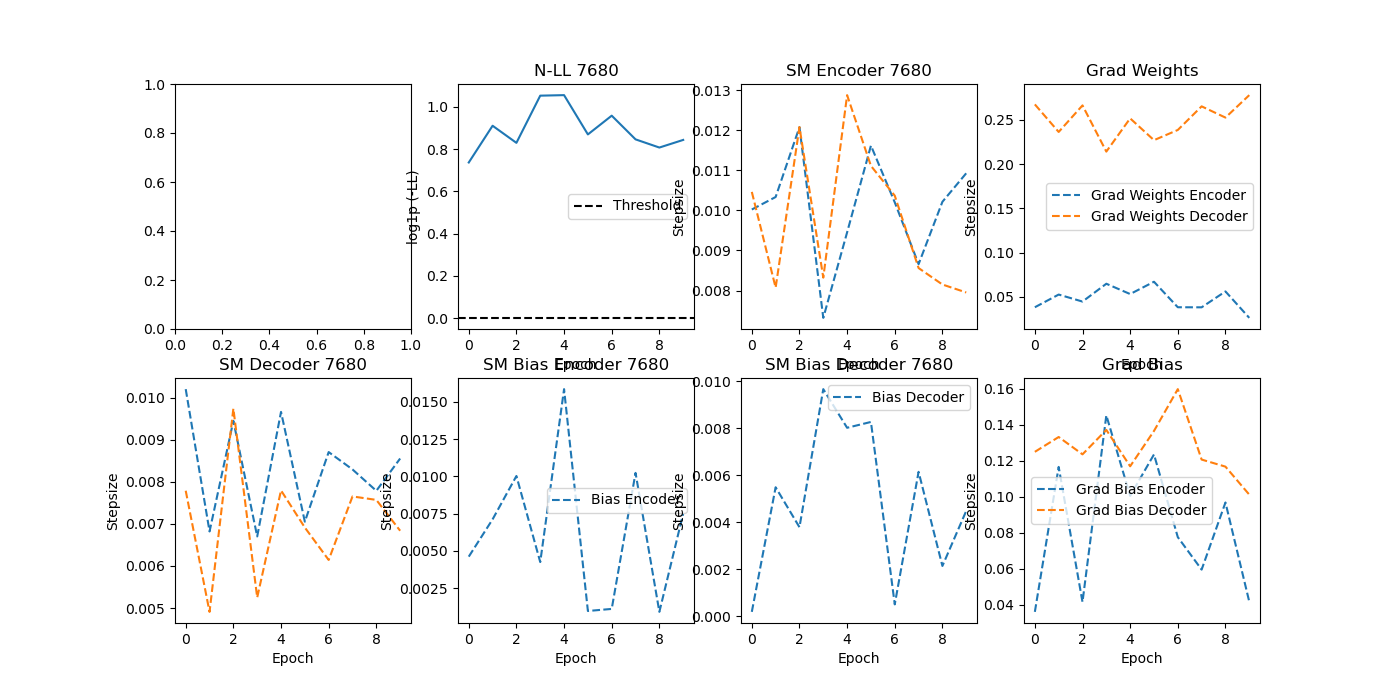 N-LL 7680
SM Encoder 7680
Grad Weights
1.0
0.8
0.6
0.4
0.2
0.0
0.0 0.2 0.4 0.6 0.8 1.0
log1p (-LL)
1.0
0.8
0.6
0.4
0.2
0.0
0 2 4 6 8
Epoch
Threshold
Stepsize
0.013
0.012
0.011
0.010
0.009
0.008
0 2 4 6 8
Epoch
Stepsize
0.25
0.20
0.15
0.10
0.05
0 2 4 6 8
Epoch
Grad Weights Encoder
Grad Weights Decoder
SM Decoder 7680
Stepsize
0.010
0.009
0.008
0.007
0.006
0.005
0 2 4 6 8
Epoch
SM Bias Encoder 7680
Stepsize
0.0150
0.0125
0.0100
0.0075
0.0050
0.0025
0 2 4 6 8
Epoch
Bias Encoder
SM Bias Decoder 7680
Stepsize
0.010
0.008
0.006
0.004
0.002
0.000
0 2 4 6 8
Epoch
Bias Decoder
Grad Bias
Stepsize
0.16
0.14
0.12
0.10
0.08
0.06
0.04
0 2 4 6 8
Epoch
Grad Bias Encoder
Grad Bias Decoder